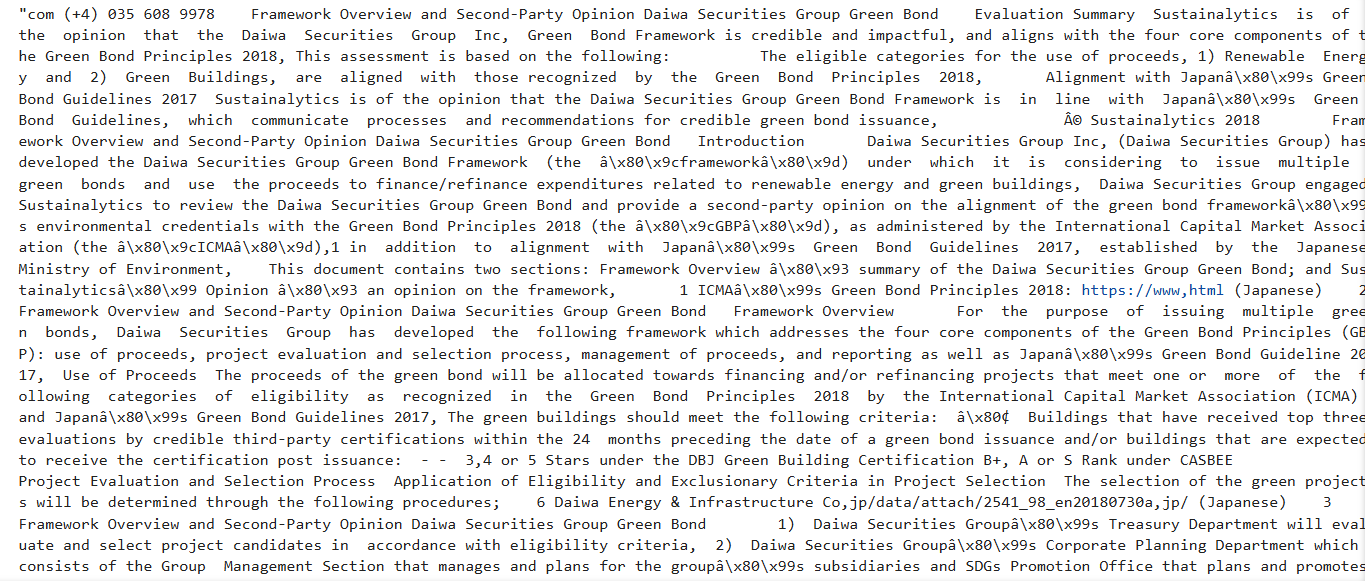 "com (+4) 035 608 9978    Framework Overview and Second-Party Opinion Daiwa Securities Group Green Bond    Evaluation Summary  Sustainalytics  is  of
the  opinion  that  the  Daiwa  Securities  Group  Inc,  Green  Bond Framework is credible and impactful, and aligns with the four core components of t
he Green Bond Principles 2018, This assessment is based on the following:          The eligible categories for the use of proceeds, 1) Renewable  Energ
y  and  2)  Green  Buildings,  are  aligned  with  those recognized  by  the  Green  Bond  Principles  2018,       Alignment with Japanâ\x80\x99s Green
Bond Guidelines 2017  Sustainalytics is of the opinion that the Daiwa Securities Group Green Bond Framework is  in  line  with  Japanâ\x80\x99s  Green
Bond  Guidelines,  which  communicate  processes  and recommendations for credible green bond issuance,              Â© Sustainalytics 2018        Fram
ework Overview and Second-Party Opinion Daiwa Securities Group Green Bond   Introduction       Daiwa Securities Group Inc, (Daiwa Securities Group) has
developed the Daiwa Securities Group Green Bond Framework  (the  â\x80\x9cframeworkâ\x80\x9d)  under  which  it  is  considering  to  issue  multiple
green  bonds  and  use  the proceeds to finance/refinance expenditures related to renewable energy and green buildings,  Daiwa Securities Group engaged
Sustainalytics to review the Daiwa Securities Group Green Bond and provide a second-party opinion on the alignment of the green bond frameworkâ\x80\x99
s environmental credentials with the Green Bond Principles 2018 (the â\x80\x9cGBPâ\x80\x9d), as administered by the International Capital Market Associ
ation (the â\x80\x9cICMAâ\x80\x9d),1 in  addition  to  alignment  with  Japanâ\x80\x99s  Green  Bond  Guidelines  2017,  established  by  the  Japanese
Ministry of Environment,    This document contains two sections: Framework Overview â\x80\x93 summary of the Daiwa Securities Group Green Bond; and Sus
tainalyticsâ\x80\x99 Opinion â\x80\x93 an opinion on the framework,       1 ICMAâ\x80\x99s Green Bond Principles 2018: https://www,html (Japanese)    2
Framework Overview and Second-Party Opinion Daiwa Securities Group Green Bond   Framework Overview       For  the  purpose  of  issuing  multiple  gree
n  bonds,  Daiwa  Securities  Group  has  developed  the  following framework which addresses the four core components of the Green Bond Principles (GB
P): use of proceeds, project evaluation and selection process, management of proceeds, and reporting as well as Japanâ\x80\x99s Green Bond Guideline 20
17,  Use of Proceeds  The proceeds of the green bond will be allocated towards financing and/or refinancing projects that meet one or  more  of  the  f
ollowing  categories  of  eligibility  as  recognized  in  the  Green  Bond  Principles  2018  by  the International Capital Market Association (ICMA)
and Japanâ\x80\x99s Green Bond Guidelines 2017, The green buildings should meet the following criteria:  â\x80¢  Buildings that have received top three
evaluations by credible third-party certifications within the 24  months preceding the date of a green bond issuance and/or buildings that are expected
to receive the certification post issuance:  - -  3,4 or 5 Stars under the DBJ Green Building Certification B+, A or S Rank under CASBEE
Project Evaluation and Selection Process  Application of Eligibility and Exclusionary Criteria in Project Selection  The selection of the green project
s will be determined through the following procedures;    6 Daiwa Energy & Infrastructure Co,jp/data/attach/2541_98_en20180730a,jp/ (Japanese)    3
Framework Overview and Second-Party Opinion Daiwa Securities Group Green Bond        1)  Daiwa Securities Groupâ\x80\x99s Treasury Department will eval
uate and select project candidates in  accordance with eligibility criteria,  2)  Daiwa Securities Groupâ\x80\x99s Corporate Planning Department which
consists of the Group  Management Section that manages and plans for the groupâ\x80\x99s subsidiaries and SDGs Promotion Office that plans and promotes